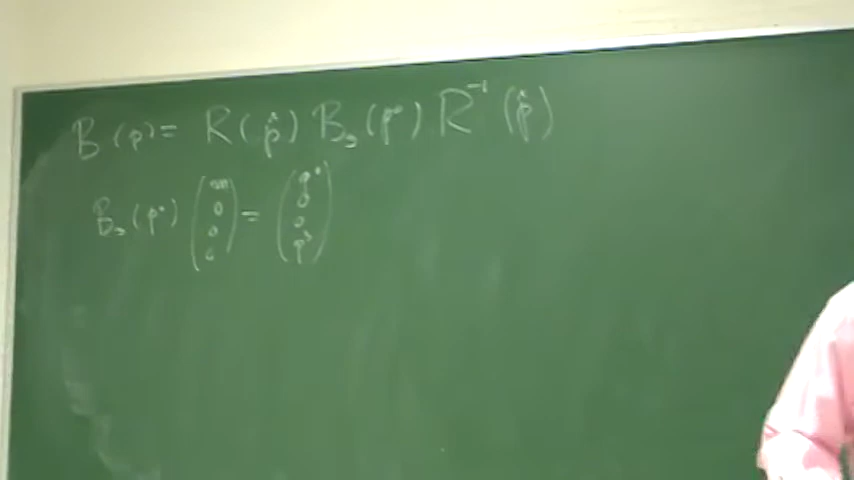 B(p) = R(p̂) B₃(p⁰) R⁻¹(p̂)
B₃(p⁰) (m 0 0 0) = (p⁰ 0 0 p³)